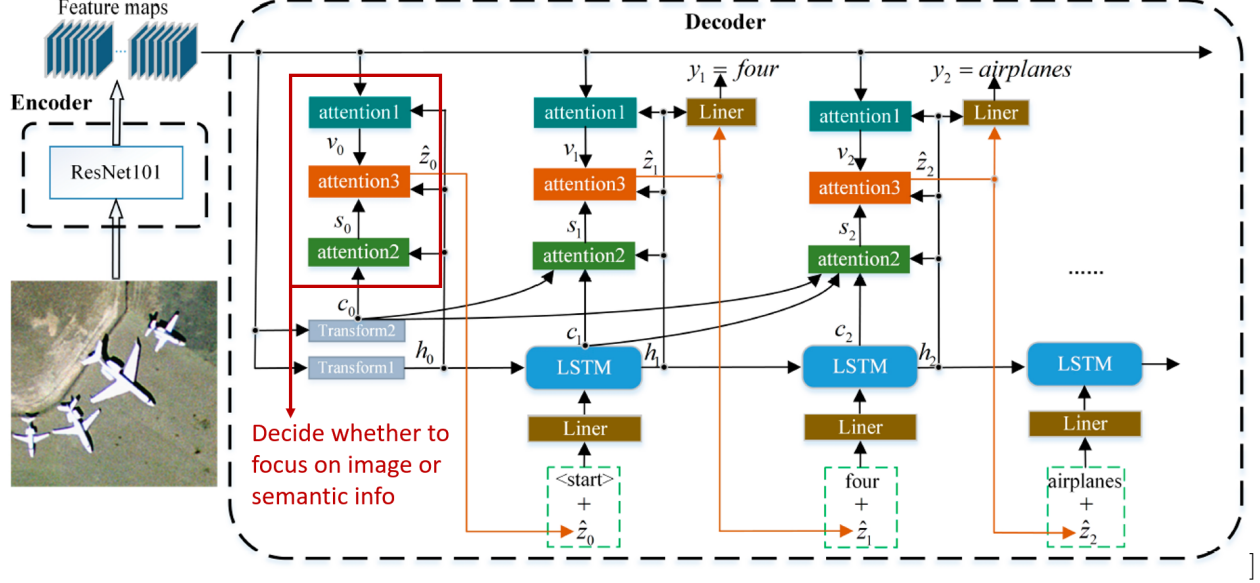 Feature maps
...
Encoder
ResNet101
Decoder
attention1
v0
ẑ0
attention3
s0
attention2
c0
Transform2
Transform1
h0
Decide whether to
focus on image or
semantic info
y1 = four
attention1
Liner
v1
ẑ1
attention3
s1
attention2
c1
LSTM
h1
Liner
<start>
+
ẑ0
y2 = airplanes
attention1
Liner
v2
ẑ2
attention3
s2
attention2
c2
LSTM
h2
Liner
four
+
ẑ1
......
LSTM
Liner
airplanes
+
ẑ2
]